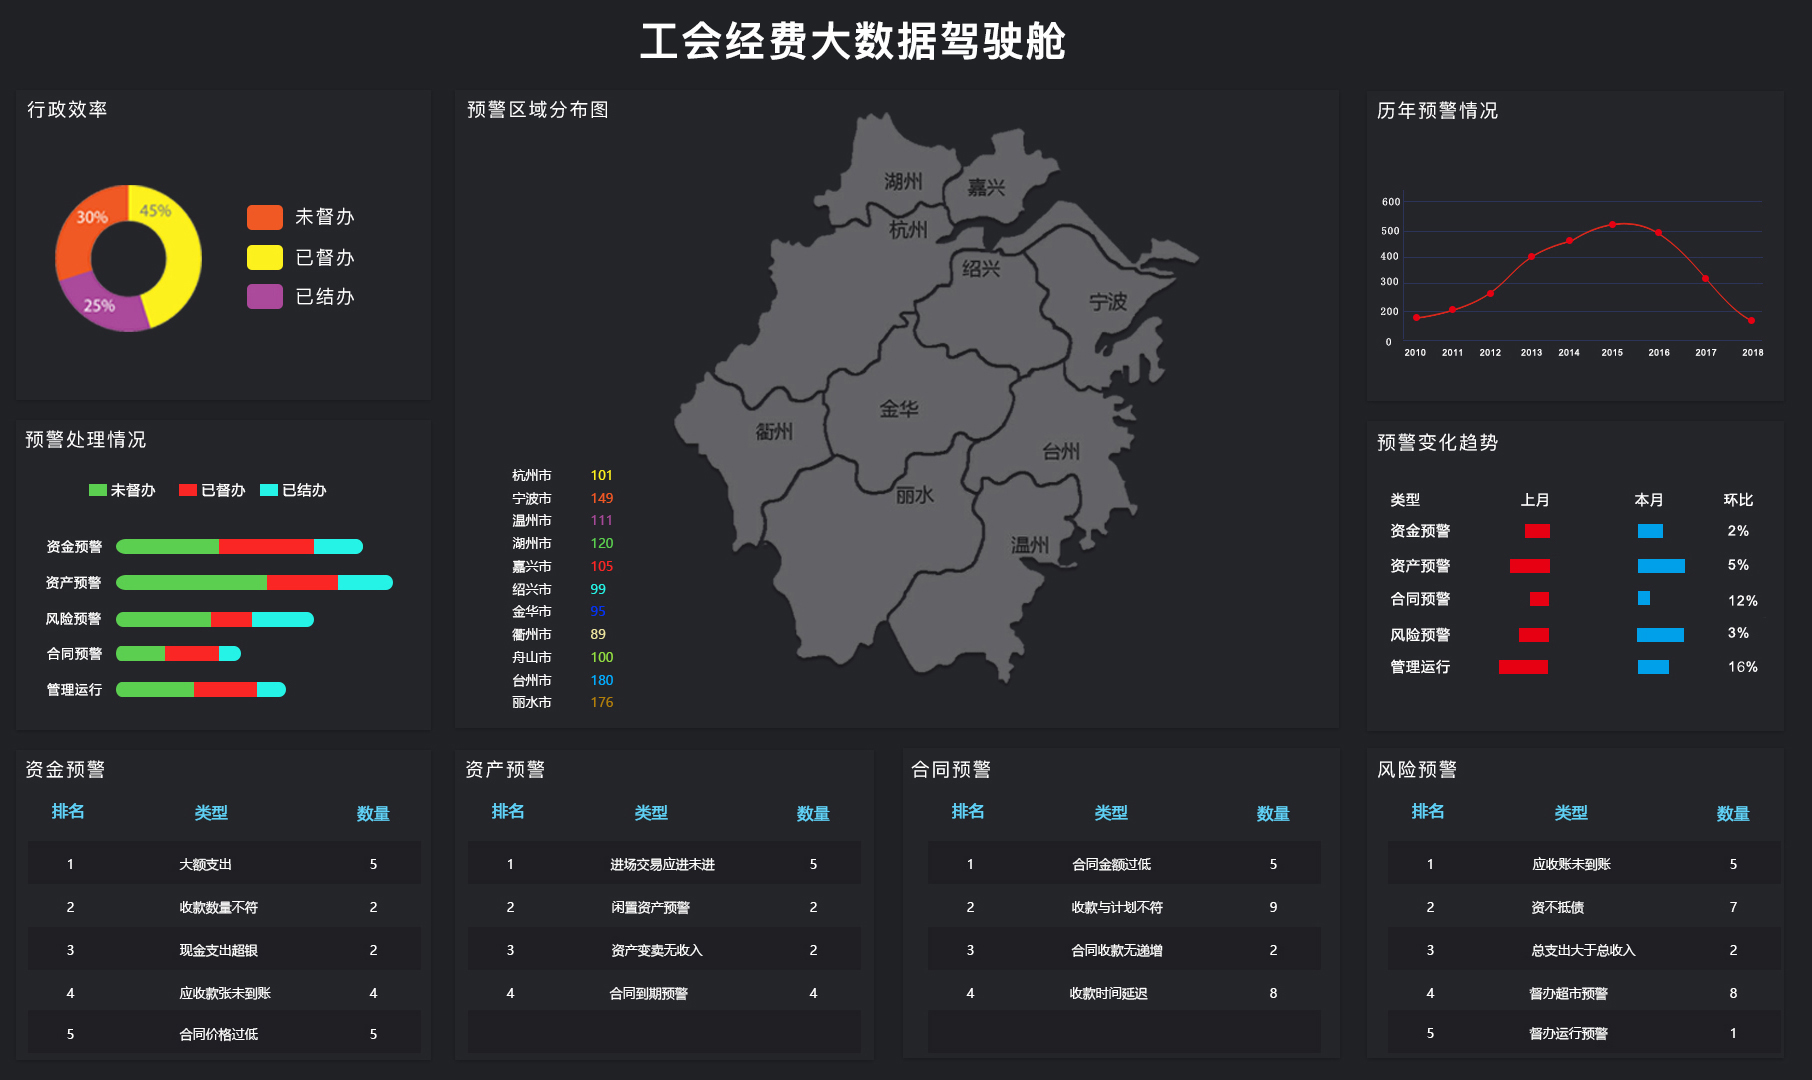 工会经费大数据驾驶舱
行政效率
30%
45%
25%
未督办
已督办
已结办
预警处理情况
未督办 已督办 已结办
资金预警
资产预警
风险预警
合同预警
管理运行
预警区域分布图
湖州
嘉兴
杭州
绍兴
宁波
金华
衢州
台州
丽水
温州
杭州市 101
宁波市 149
温州市 111
湖州市 120
嘉兴市 105
绍兴市 99
金华市 95
衢州市 89
舟山市 100
台州市 180
丽水市 176
历年预警情况
600
500
400
300
200
0
2010 2011 2012 2013 2014 2015 2016 2017 2018
预警变化趋势
类型 上月 本月 环比
资金预警 2%
资产预警 5%
合同预警 12%
风险预警 3%
管理运行 16%
资金预警
排名 类型 数量
1 大额支出 5
2 收款数量不符 2
3 现金支出超银 2
4 应收款张未到账 4
5 合同价格过低 5
资产预警
排名 类型 数量
1 进场交易应进未进 5
2 闲置资产预警 2
3 资产变卖无收入 2
4 合同到期预警 4
合同预警
排名 类型 数量
1 合同金额过低 5
2 收款与计划不符 9
3 合同收款无递增 2
4 收款时间延迟 8
风险预警
排名 类型 数量
1 应收账未到账 5
2 资不抵债 7
3 总支出大于总收入 2
4 督办超市预警 8
5 督办运行预警 1